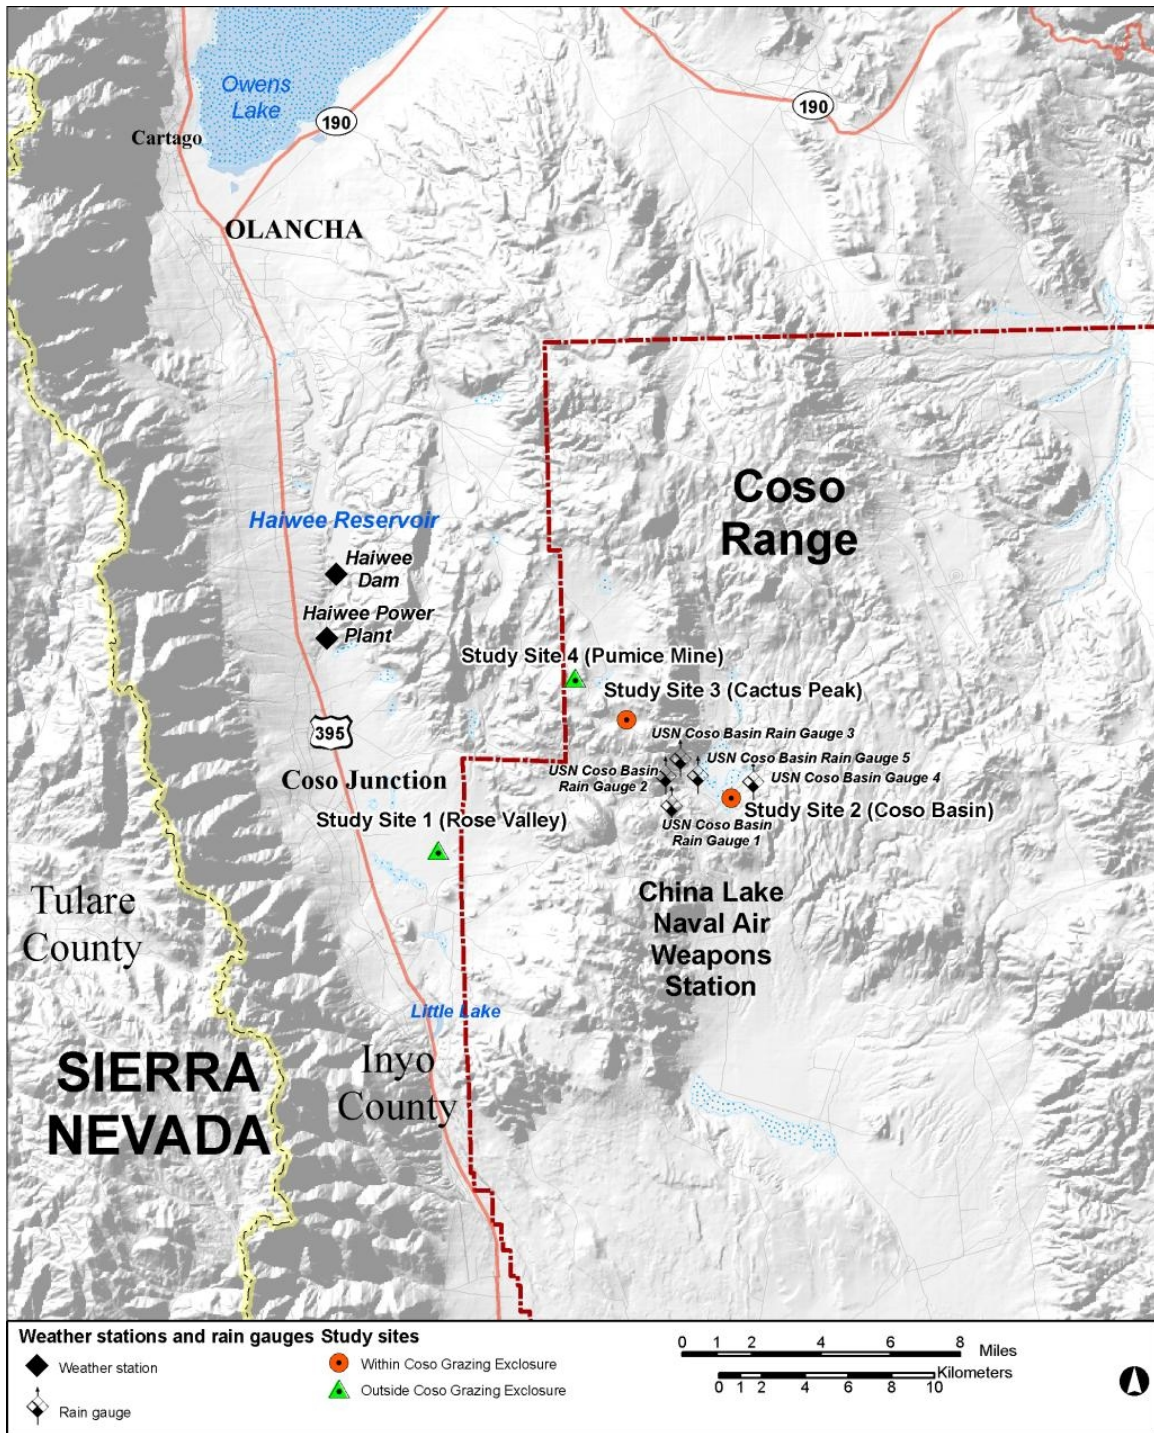 Owens
Lake
190
190
Cartago
OLANCHA
Coso
Range
Haiwee Reservoir
Haiwee
Dam
Haiwee Power
Plant
Study Site 4 (Pumice Mine)
Study Site 3 (Cactus Peak)
395
USN Coso Basin Rain Gauge 3
USN Coso Basin Rain Gauge 5
USN Coso Basin
Rain Gauge 2
USN Coso Basin Gauge 4
Coso Junction
Study Site 2 (Coso Basin)
Study Site 1 (Rose Valley)
USN Coso Basin
Rain Gauge 1
China Lake
Naval Air
Weapons
Station
Tulare
County
Little Lake
Inyo
County
SIERRA
NEVADA
Weather stations and rain gauges
Weather station
Rain gauge
Study sites
Within Coso Grazing Exclosure
Outside Coso Grazing Exclosure
0 1 2 4 6 8 Miles
Kilometers
0 1 2 4 6 8 10